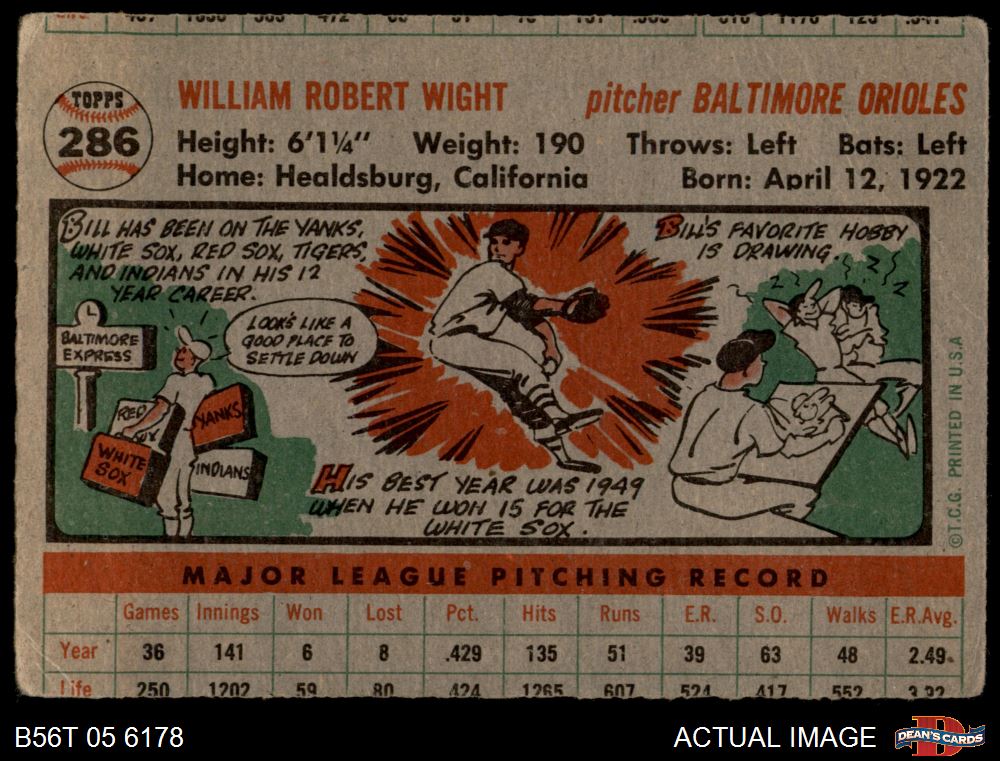 TOPPS
286
WILLIAM ROBERT WIGHT pitcher BALTIMORE ORIOLES
Height: 6'1¼" Weight: 190 Throws: Left Bats: Left
Home: Healdsburg, California Born: April 12, 1922
BILL HAS BEEN ON THE YANKS,
WHITE SOX, RED SOX, TIGERS,
AND INDIANS IN HIS 12
YEAR CAREER.
BALTIMORE
EXPRESS
LOOKS LIKE A
GOOD PLACE TO
SETTLE DOWN
RED
SOX
YANKS
WHITE
SOX
INDIANS
HIS BEST YEAR WAS 1949
WHEN HE WON 15 FOR THE
WHITE SOX.
BILL'S FAVORITE HOBBY
IS DRAWING.
Z Z Z
©T.C.G. PRINTED IN U.S.A
MAJOR LEAGUE PITCHING RECORD
Games Innings Won Lost Pct. Hits Runs E.R. S.O. Walks E.R.Avg.
Year 36 141 6 8 .429 135 51 39 63 48 2.49
Life 250 1202 59 80 .424 1265 607 524 417 552 3.92
B56T 05 6178 ACTUAL IMAGE DEAN'S CARDS